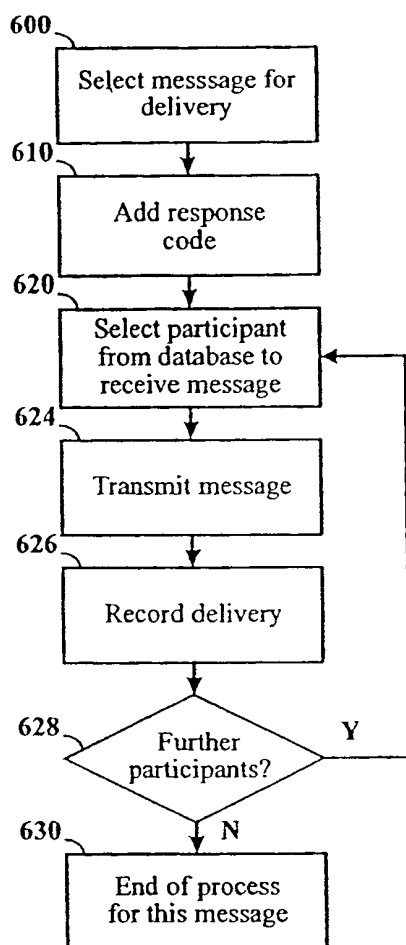 600
Select messsage for
delivery
610
Add response
code
620
Select participant
from database to
receive message
624
Transmit message
626
Record delivery
628
Further
participants?
Y
N
630
End of process
for this message